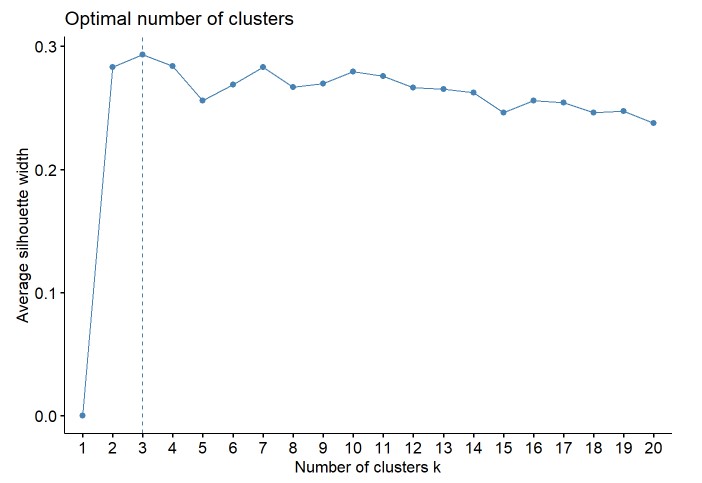 Optimal number of clusters
0.3
0.2
0.1
0.0
Average silhouette width
1 2 3 4 5 6 7 8 9 10 11 12 13 14 15 16 17 18 19 20
Number of clusters k